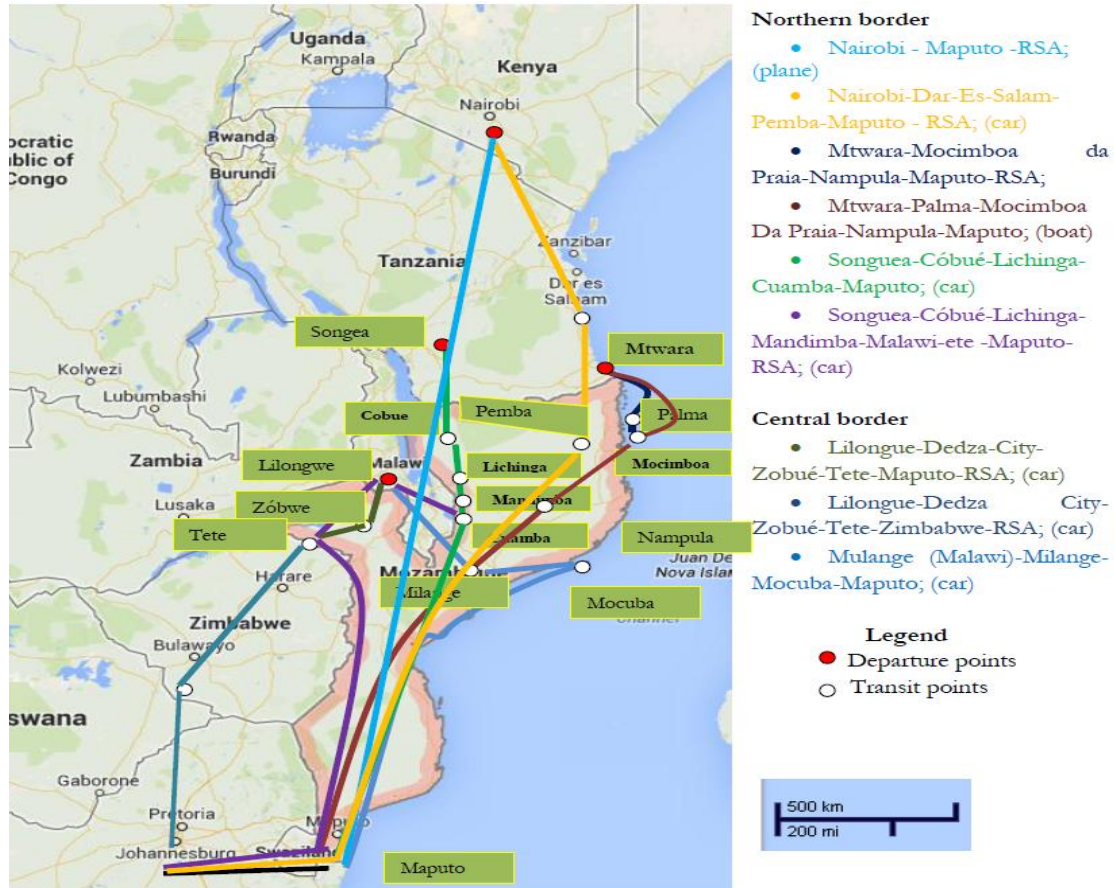 Uganda
Kampala
Kenya
Nairobi
ocratic
ublic of
Congo
Rwanda
Burundi
Zanzibar
Tanzania
Dar es
Salaam
Songea
Mtwara
Kolwezi
Lubumbashi
Cobue
Pemba
Palma
Zambia
Lilongwe
Malawi
Lichinga
Mocimboa
Lusaka
Zóbwe
Mandimba
Tete
Cuamba
Nampula
Juan De
Nova Islan
Harare
Mozambique
Milange
Mocuba
Channel
Zimbabwe
Bulawayo
swana
Gaborone
Pretoria
Johannesburg
Maputo
Swaziland
Maputo
Northern border
• Nairobi - Maputo -RSA;
(plane)
• Nairobi-Dar-Es-Salam-
Pemba-Maputo - RSA; (car)
• Mtwara-Mocimboa da
Praia-Nampula-Maputo-RSA;
• Mtwara-Palma-Mocimboa
Da Praia-Nampula-Maputo; (boat)
• Songuea-Cóbué-Lichinga-
Cuamba-Maputo; (car)
• Songuea-Cóbué-Lichinga-
Mandimba-Malawi-ete -Maputo-
RSA; (car)
Central border
• Lilongue-Dedza-City-
Zobué-Tete-Maputo-RSA; (car)
• Lilongue-Dedza City-
Zobué-Tete-Zimbabwe-RSA; (car)
• Mulange (Malawi)-Milange-
Mocuba-Maputo; (car)
Legend
Departure points
Transit points
500 km
200 mi